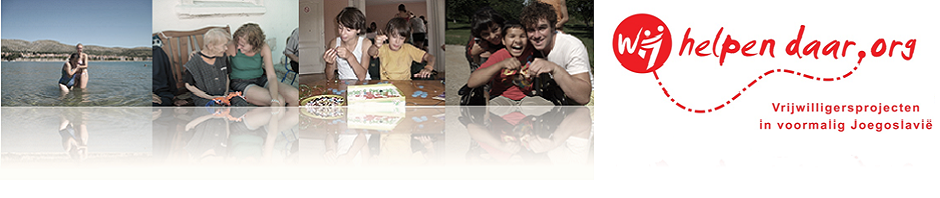 wij helpen daar.org
Vrijwilligersprojecten
in voormalig Joegoslavië